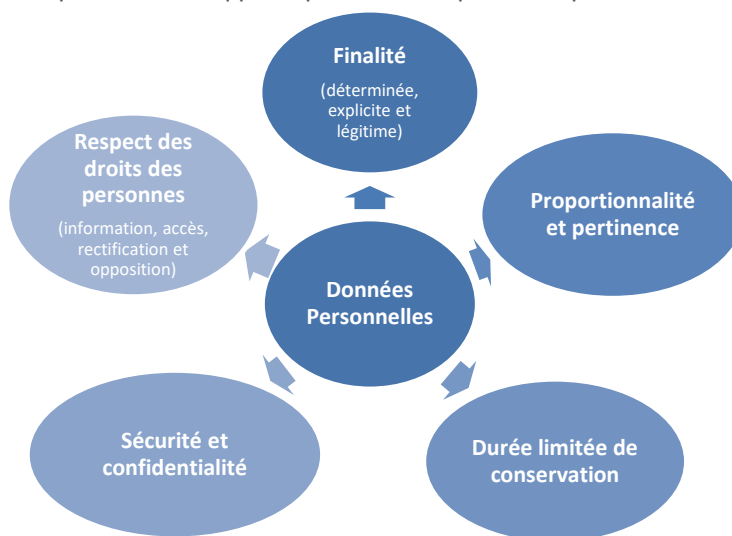 Finalité
(déterminée,
explicite et
légitime)
Respect des
droits des
personnes
(information, accès,
rectification et
opposition)
Proportionnalité
et pertinence
Données
Personnelles
Sécurité et
confidentialité
Durée limitée de
conservation